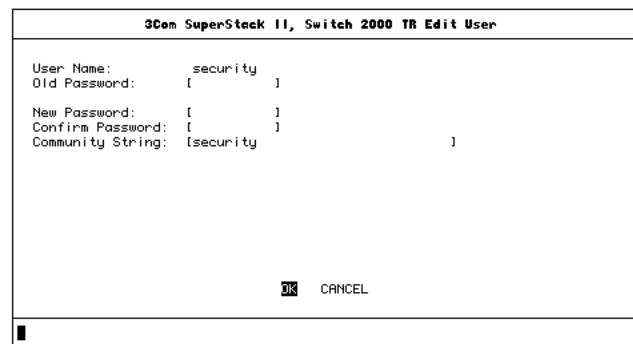 3Com SuperStack II, Switch 2000 TR Edit User
User Name: security
Old Password: [ ]
New Password: [ ]
Confirm Password: [ ]
Community String: [security ]
OK CANCEL